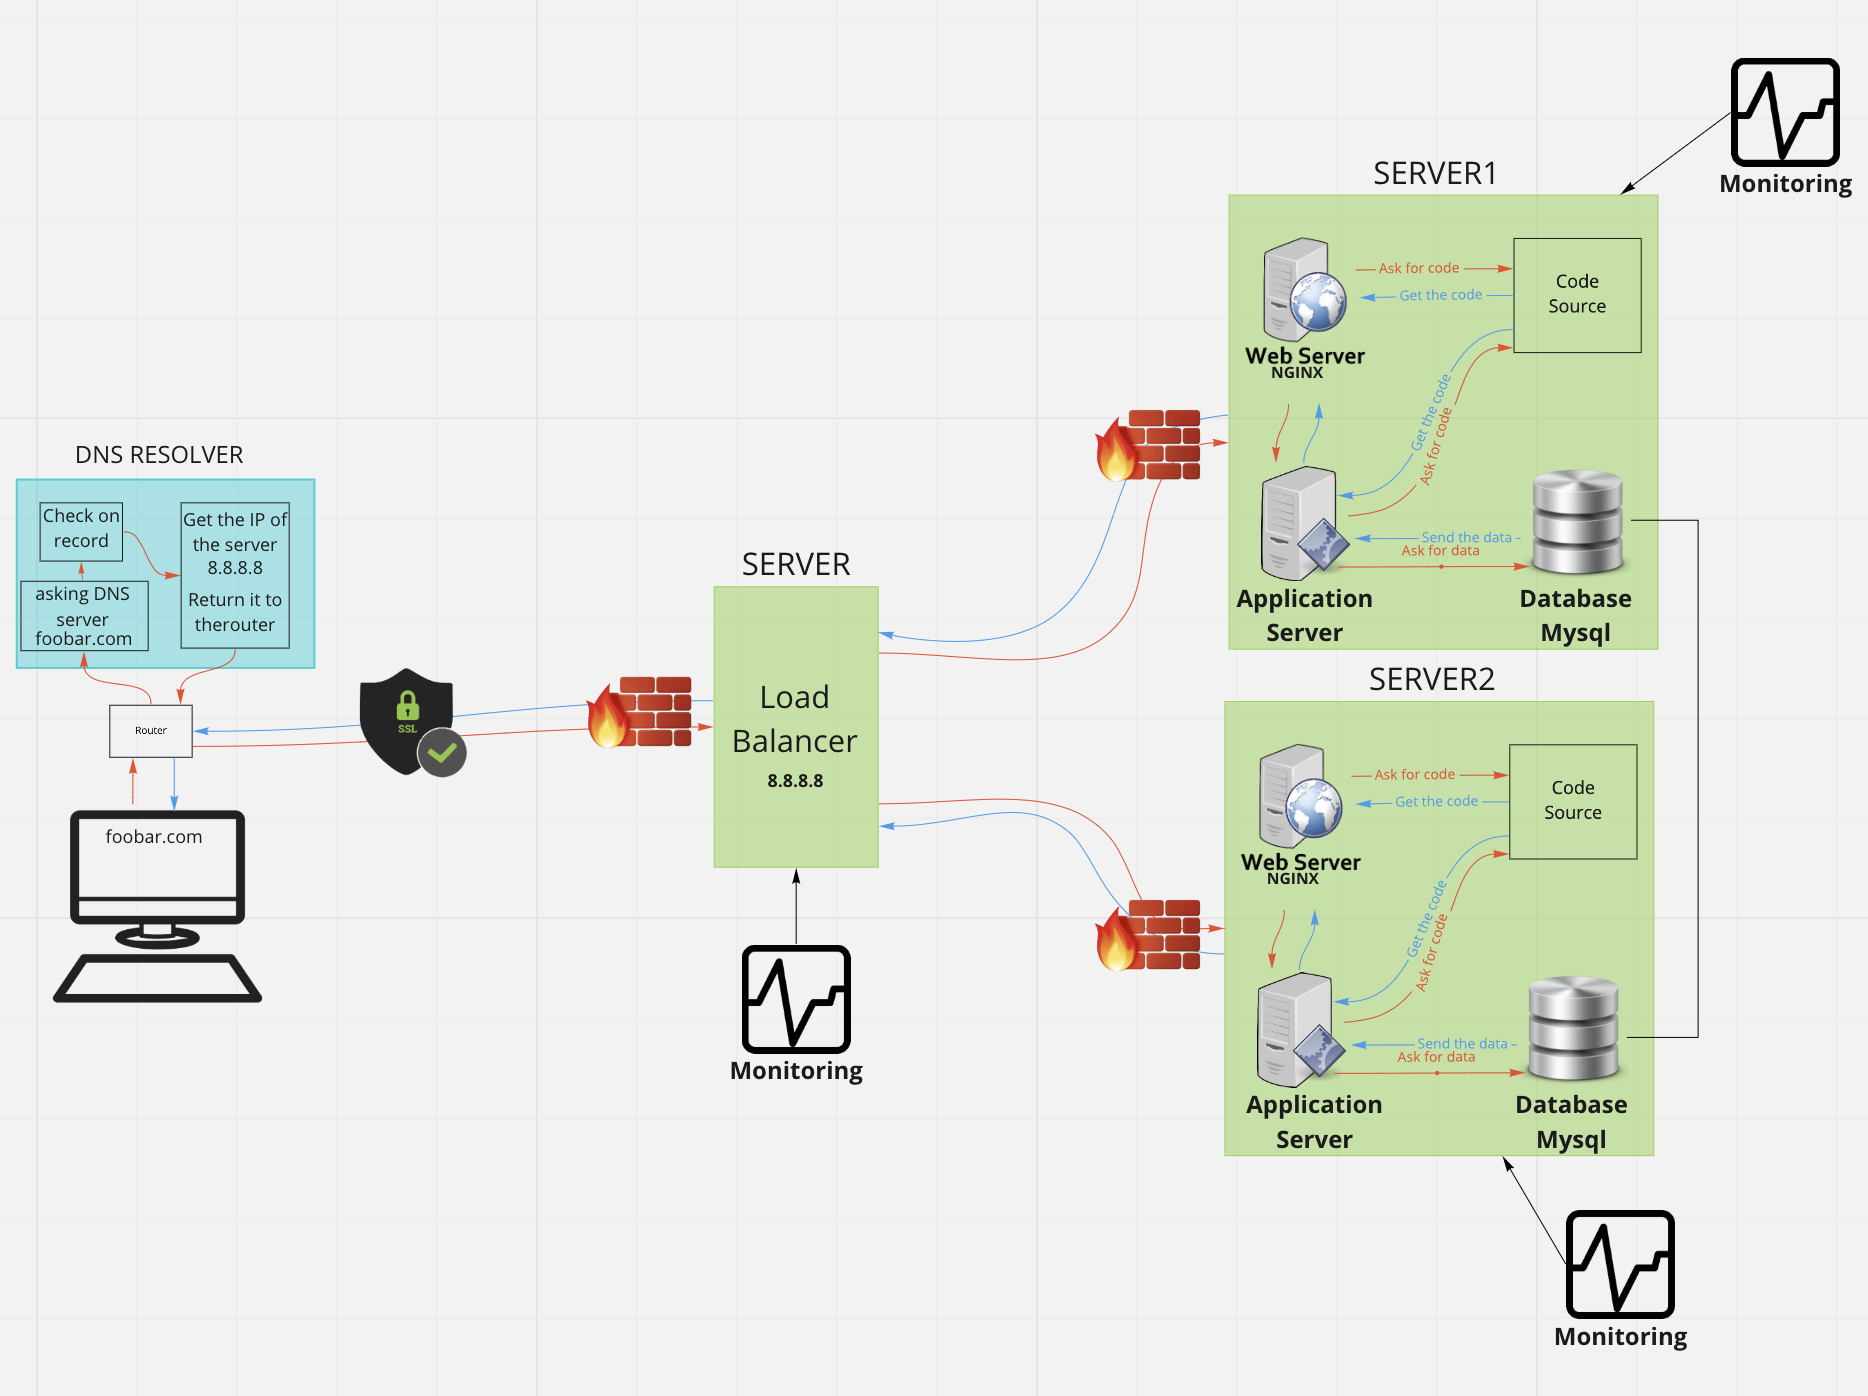 DNS RESOLVER
Check on
record
asking DNS
server
foobar.com
Get the IP of
the server
8.8.8.8
Return it to
therouter
Router
foobar.com
SSL
SERVER
Load
Balancer
8.8.8.8
Monitoring
SERVER1
Ask for code
Get the code
Code
Source
Web Server
NGINX
Get the code
Ask for code
Send the data
Ask for data
Application
Server
Database
Mysql
Monitoring
SERVER2
Ask for code
Get the code
Code
Source
Web Server
NGINX
Get the code
Ask for code
Send the data
Ask for data
Application
Server
Database
Mysql
Monitoring